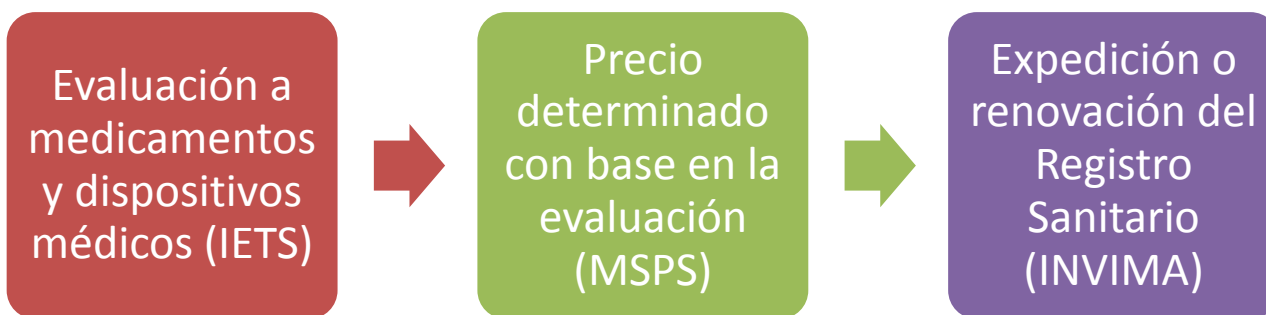 Evaluación a
medicamentos
y dispositivos
médicos (IETS)
Precio
determinado
con base en la
evaluación
(MSPS)
Expedición o
renovación del
Registro
Sanitario
(INVIMA)